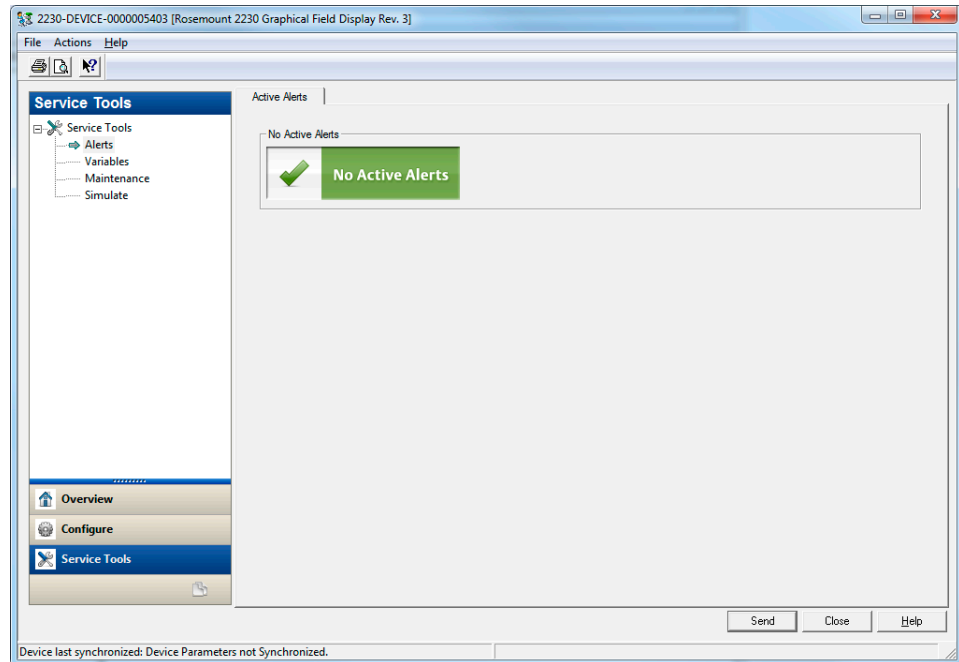 2230-DEVICE-0000005403 [Rosemount 2230 Graphical Field Display Rev. 3]
File Actions Help
Service Tools
Service Tools
Alerts
Variables
Maintenance
Simulate
Overview
Configure
Service Tools
Active Alerts
No Active Alerts
No Active Alerts
Send Close Help
Device last synchronized: Device Parameters not Synchronized.